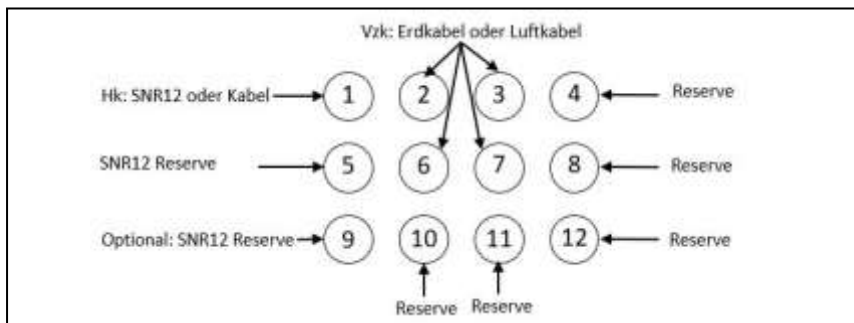 Vzk: Erdkabel oder Luftkabel
Hk: SNR12 oder Kabel 1 2 3 4 Reserve
SNR12 Reserve 5 6 7 8 Reserve
Optional: SNR12 Reserve 9 10 11 12 Reserve
Reserve Reserve